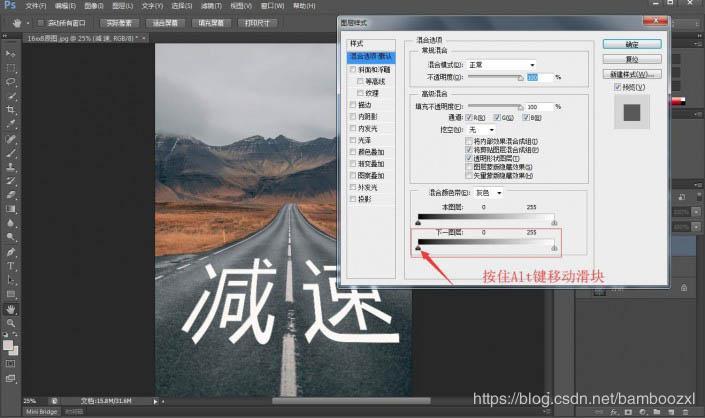 Ps 文件(F) 编辑(E) 图像(I) 图层(L) 文字(Y) 选择(S) 滤镜(T) 视图(V) 窗口(W) 帮助(H)
滚动所有窗口 实际像素 适合屏幕 填充屏幕 打印尺寸
16xx8原图.jpg @ 25% (减 速, RGB/8) *
图层样式
样式
混合选项:默认
斜面和浮雕
等高线
纹理
描边
内阴影
内发光
光泽
颜色叠加
渐变叠加
图案叠加
外发光
投影
混合选项
常规混合
混合模式(D): 正常
不透明度(O): 100 %
高级混合
填充不透明度(F): 100 %
通道: R(R) G(G) B(B)
挖空(N): 无
将内部效果混合成组(I)
将剪贴图层混合成组(P)
透明形状图层(T)
图层蒙版隐藏效果(S)
矢量蒙版隐藏效果(H)
混合颜色带(E): 灰色
本图层: 0 255
下一图层: 0 255
确定
复位
新建样式(W)...
预览(V)
按住Alt键移动滑块
减速
25% 文档:15.8M/31.6M
Mini Bridge 时间轴
https://blog.csdn.net/bamboozxl